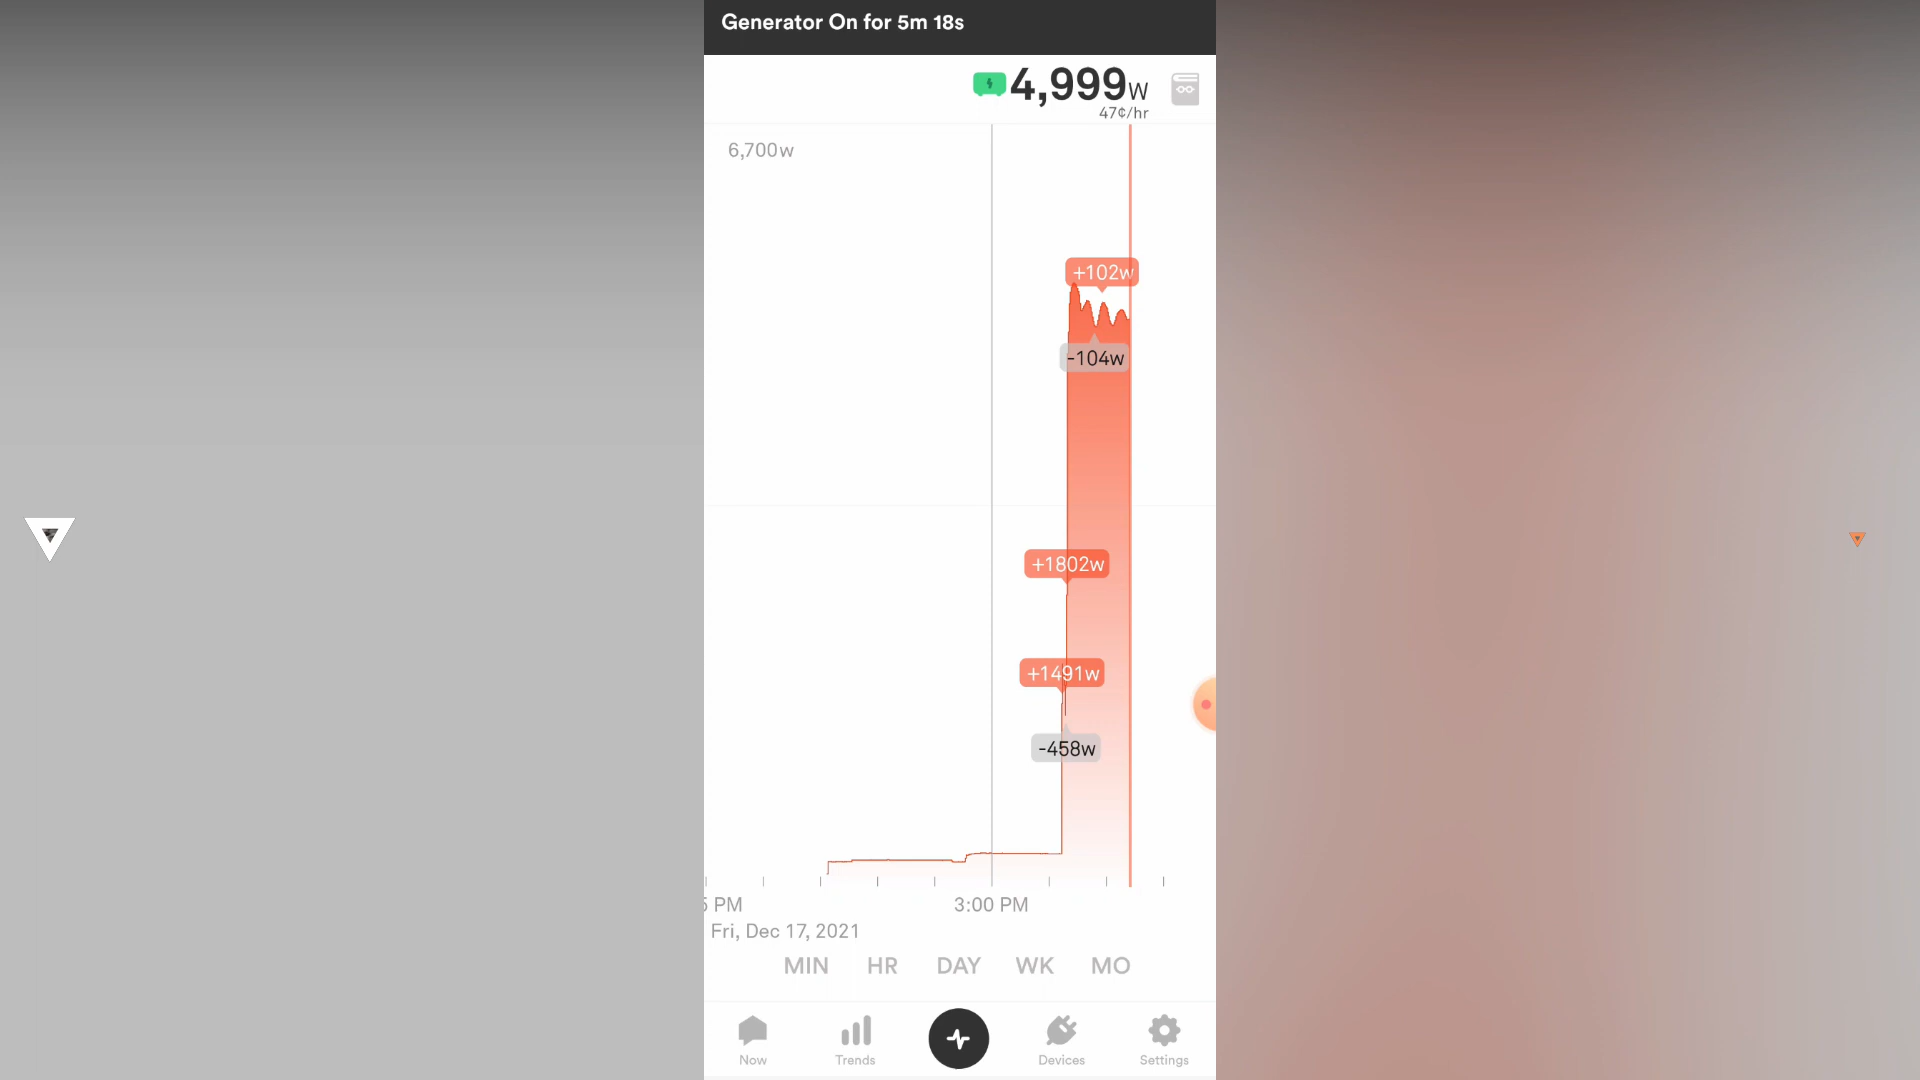 Generator On for 5m 18s
4,999w
47¢/hr
6,700w
+102w
-104w
+1802w
+1491w
-458w
5 PM
3:00 PM
Fri, Dec 17, 2021
MIN HR DAY WK MO
Now Trends Devices Settings